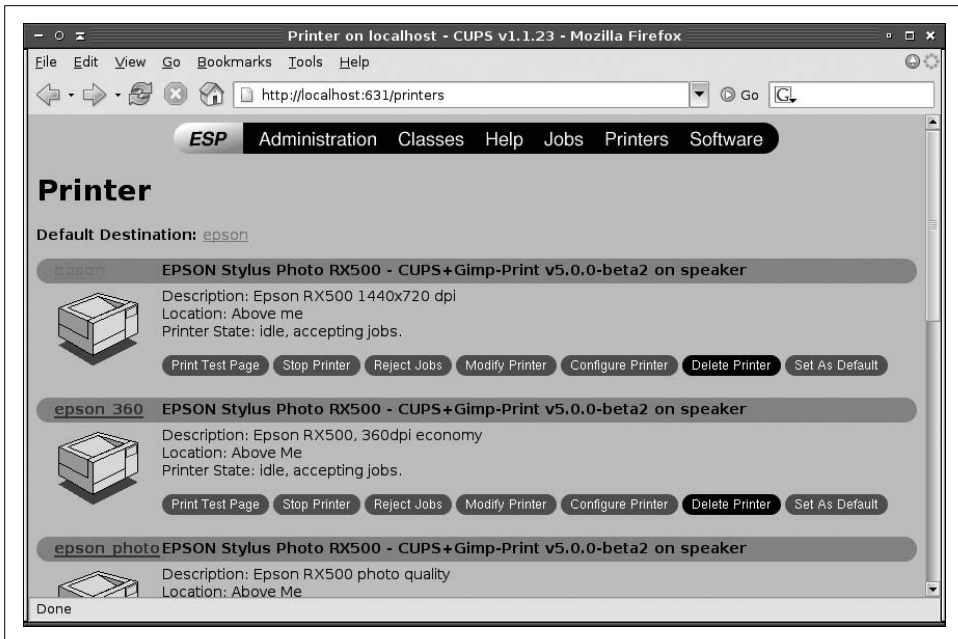 Printer on localhost - CUPS v1.1.23 - Mozilla Firefox
File Edit View Go Bookmarks Tools Help
http://localhost:631/printers Go G
ESP Administration Classes Help Jobs Printers Software
Printer
Default Destination: epson
epson EPSON Stylus Photo RX500 - CUPS+Gimp-Print v5.0.0-beta2 on speaker
Description: Epson RX500 1440x720 dpi
Location: Above me
Printer State: idle, accepting jobs.
Print Test Page Stop Printer Reject Jobs Modify Printer Configure Printer Delete Printer Set As Default
epson_360 EPSON Stylus Photo RX500 - CUPS+Gimp-Print v5.0.0-beta2 on speaker
Description: Epson RX500, 360dpi economy
Location: Above Me
Printer State: idle, accepting jobs.
Print Test Page Stop Printer Reject Jobs Modify Printer Configure Printer Delete Printer Set As Default
epson_photo EPSON Stylus Photo RX500 - CUPS+Gimp-Print v5.0.0-beta2 on speaker
Description: Epson RX500 photo quality
Location: Above Me
Done